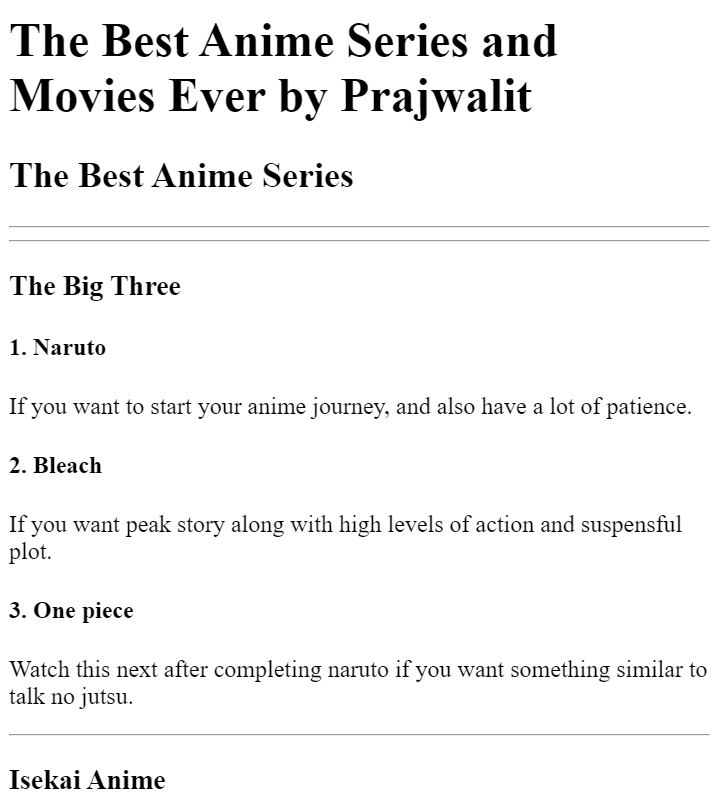 The Best Anime Series and
Movies Ever by Prajwalit
The Best Anime Series
The Big Three
1. Naruto
If you want to start your anime journey, and also have a lot of patience.
2. Bleach
If you want peak story along with high levels of action and suspensful
plot.
3. One piece
Watch this next after completing naruto if you want something similar to
talk no jutsu.
Isekai Anime